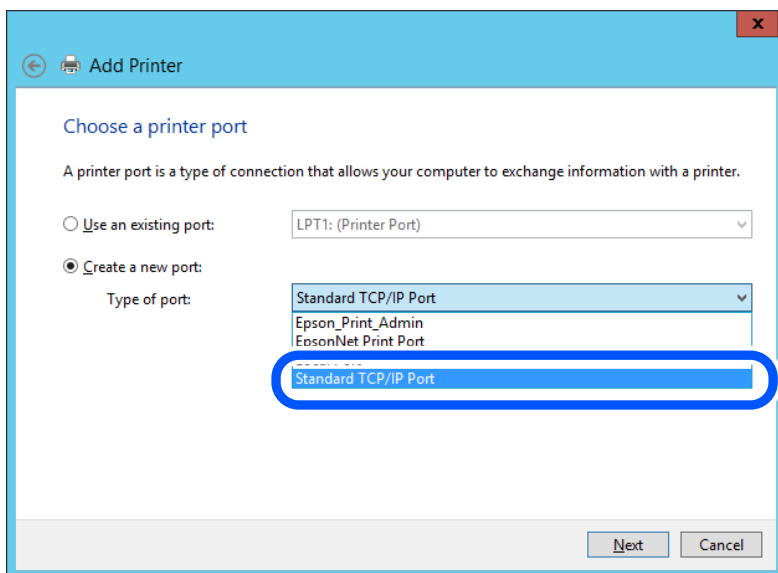 x
Add Printer
Choose a printer port
A printer port is a type of connection that allows your computer to exchange information with a printer.
Use an existing port: LPT1: (Printer Port)
Create a new port:
Type of port: Standard TCP/IP Port
Epson_Print_Admin
EpsonNet Print Port
Standard TCP/IP Port
Next Cancel